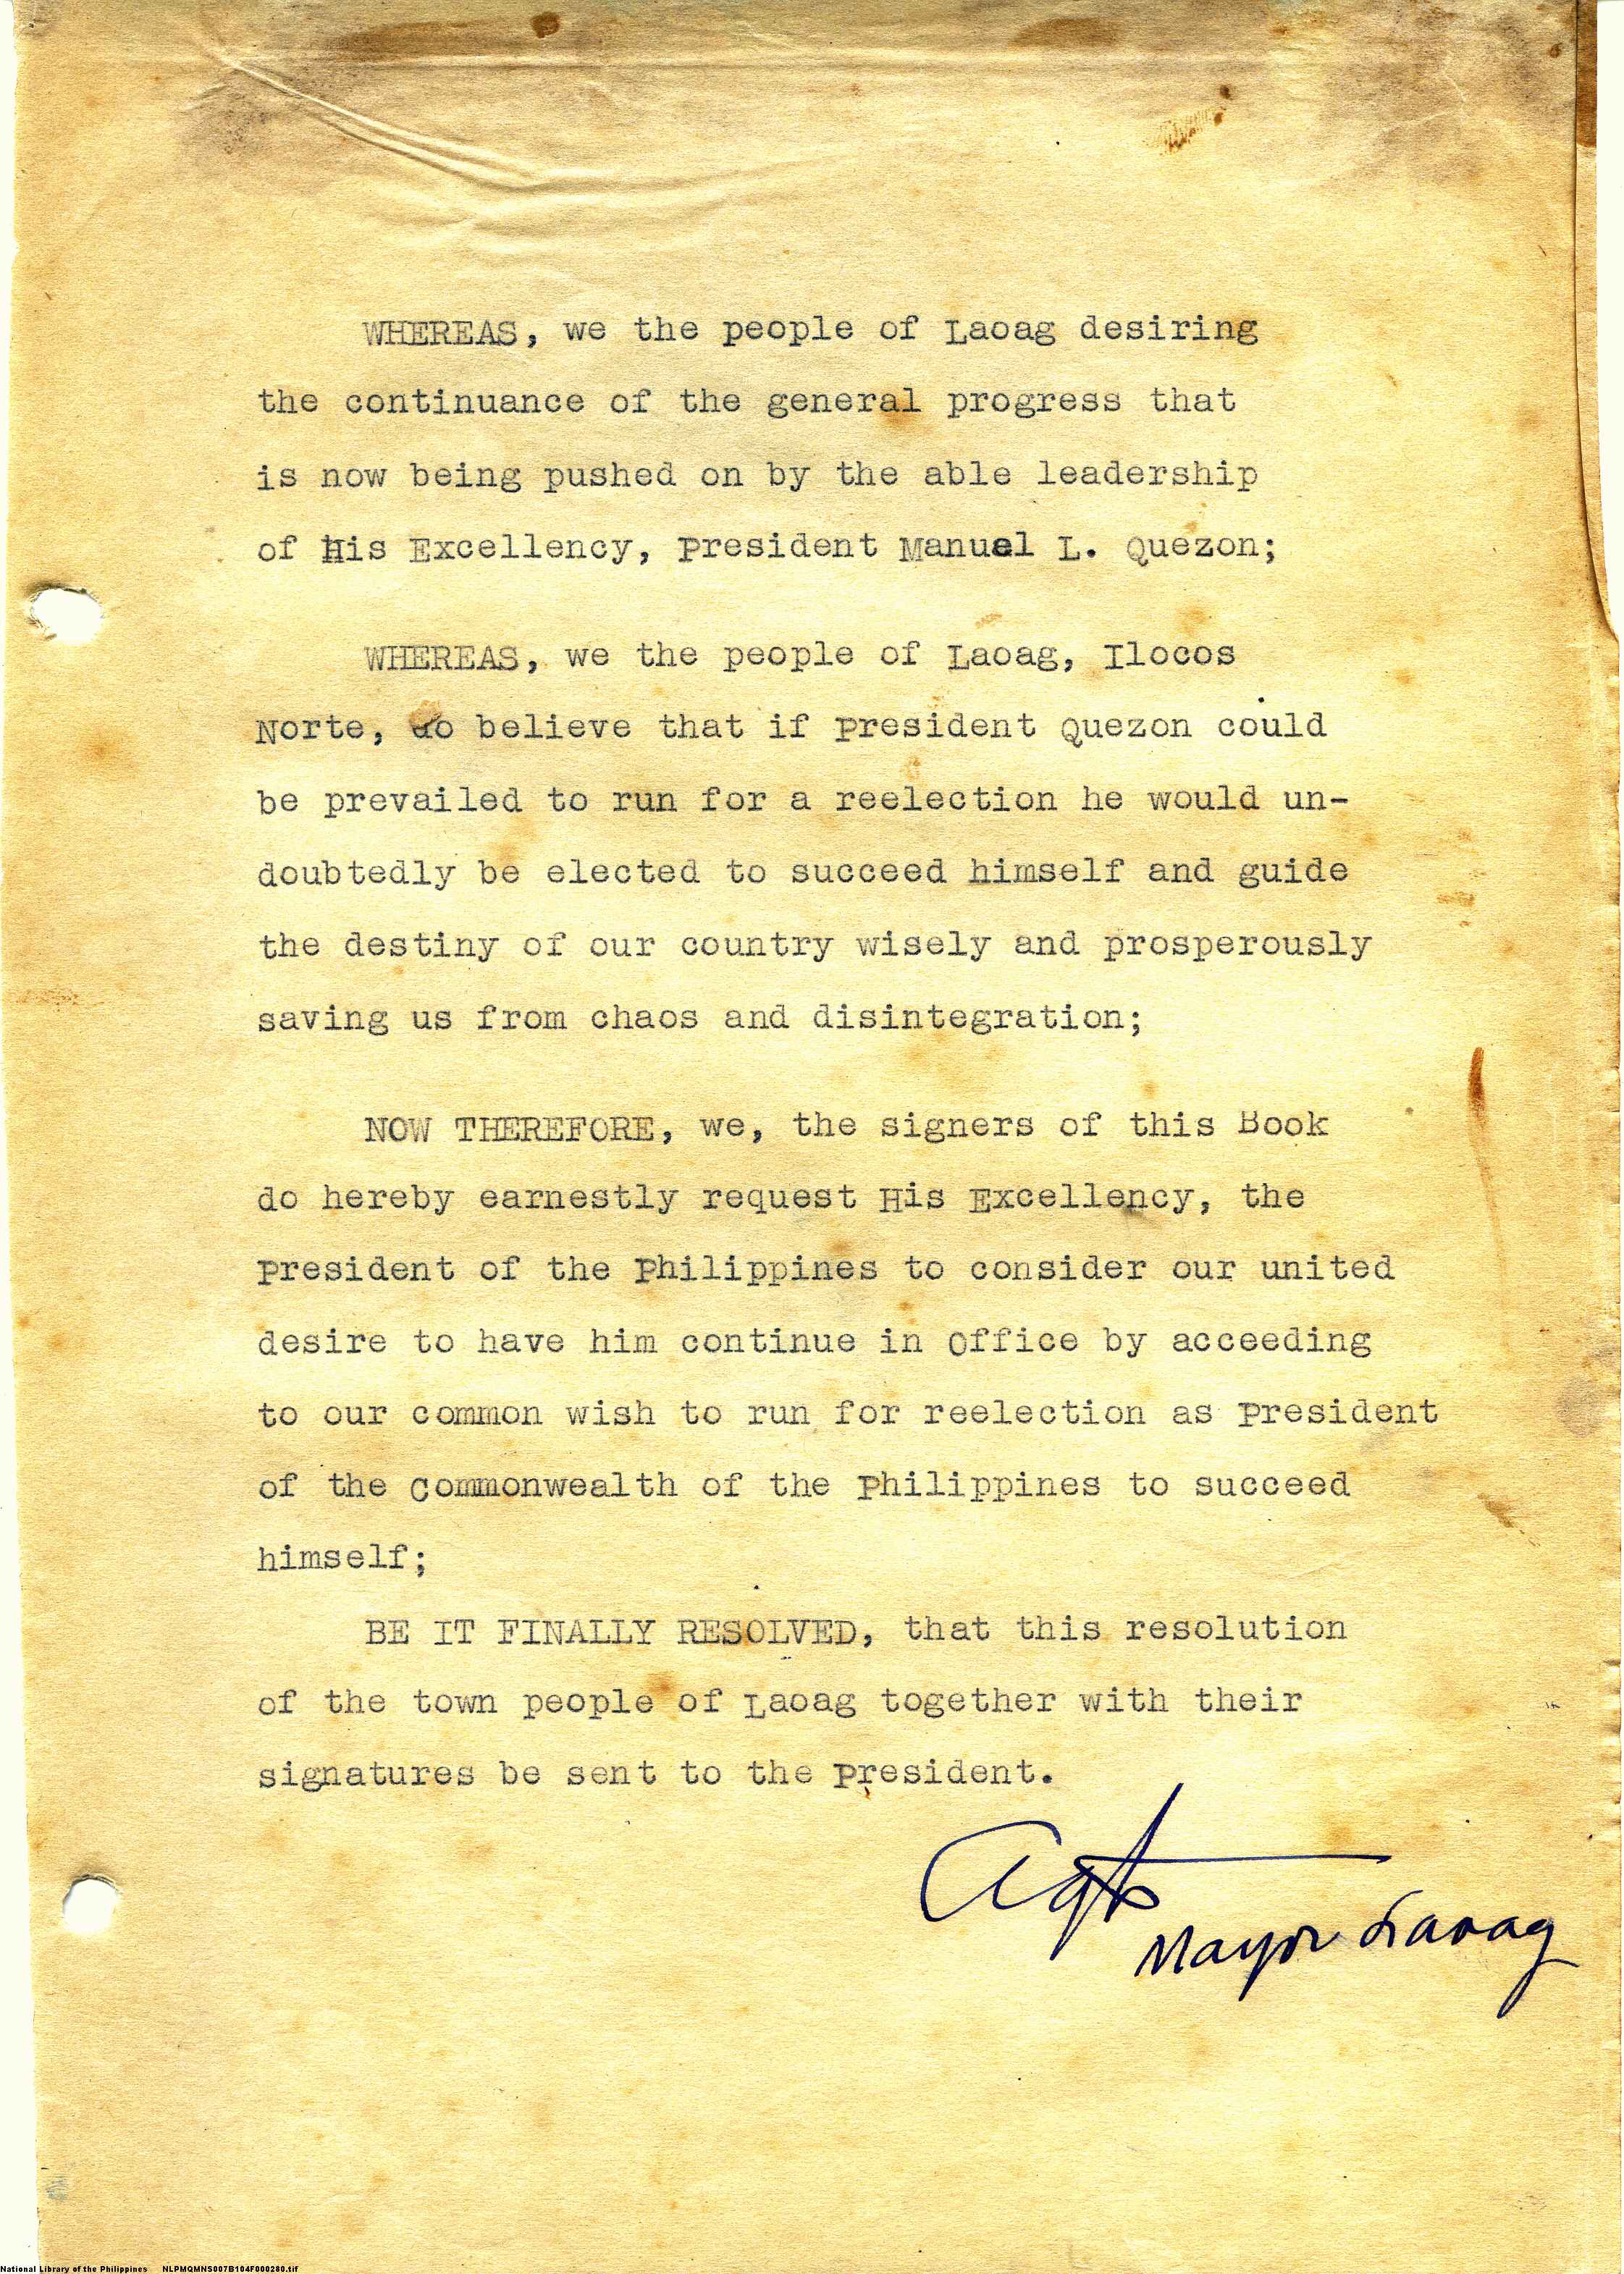 WHEREAS, we the people of Laoag desiring
the continuance of the general progress that
is now being pushed on by the able leadership
of His Excellency, President Manuel L. Quezon;
WHEREAS, we the people of Laoag, Ilocos
Norte, do believe that if President Quezon could
be prevailed to run for a reelection he would un-
doubtedly be elected to succeed himself and guide
the destiny of our country wisely and prosperously
saving us from chaos and disintegration;
NOW THEREFORE, we, the signers of this Book
do hereby earnestly request His Excellency, the
President of the Philippines to consider our united
desire to have him continue in Office by acceeding
to our common wish to run for reelection as President
of the Commonwealth of the Philippines to succeed
himself;
BE IT FINALLY RESOLVED, that this resolution
of the town people of Laoag together with their
signatures be sent to the President.
Mayor Laoag
National Library of the Philippines NLPMQMNS007B104F000280.tif